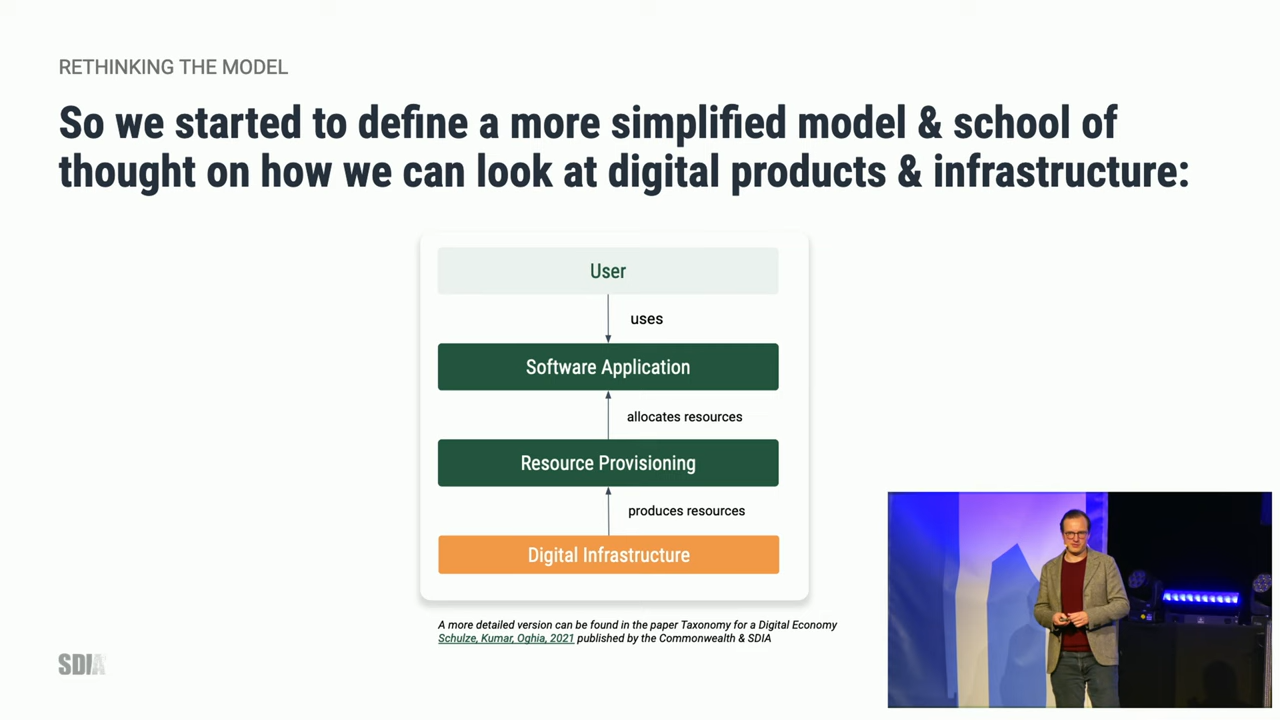 RETHINKING THE MODEL
So we started to define a more simplified model & school of
thought on how we can look at digital products & infrastructure:
User
uses
Software Application
allocates resources
Resource Provisioning
produces resources
Digital Infrastructure
A more detailed version can be found in the paper Taxonomy for a Digital Economy
Schulze, Kumar, Oghia, 2021 published by the Commonwealth & SDIA
SDIA